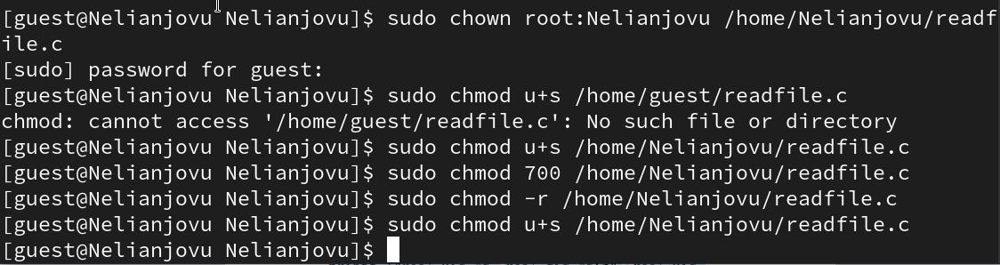 [guest@Nelianjovu Nelianjovu]$ sudo chown root:Nelianjovu /home/Nelianjovu/readf
ile.c
[sudo] password for guest:
[guest@Nelianjovu Nelianjovu]$ sudo chmod u+s /home/guest/readfile.c
chmod: cannot access '/home/guest/readfile.c': No such file or directory
[guest@Nelianjovu Nelianjovu]$ sudo chmod u+s /home/Nelianjovu/readfile.c
[guest@Nelianjovu Nelianjovu]$ sudo chmod 700 /home/Nelianjovu/readfile.c
[guest@Nelianjovu Nelianjovu]$ sudo chmod -r /home/Nelianjovu/readfile.c
[guest@Nelianjovu Nelianjovu]$ sudo chmod u+s /home/Nelianjovu/readfile.c
[guest@Nelianjovu Nelianjovu]$